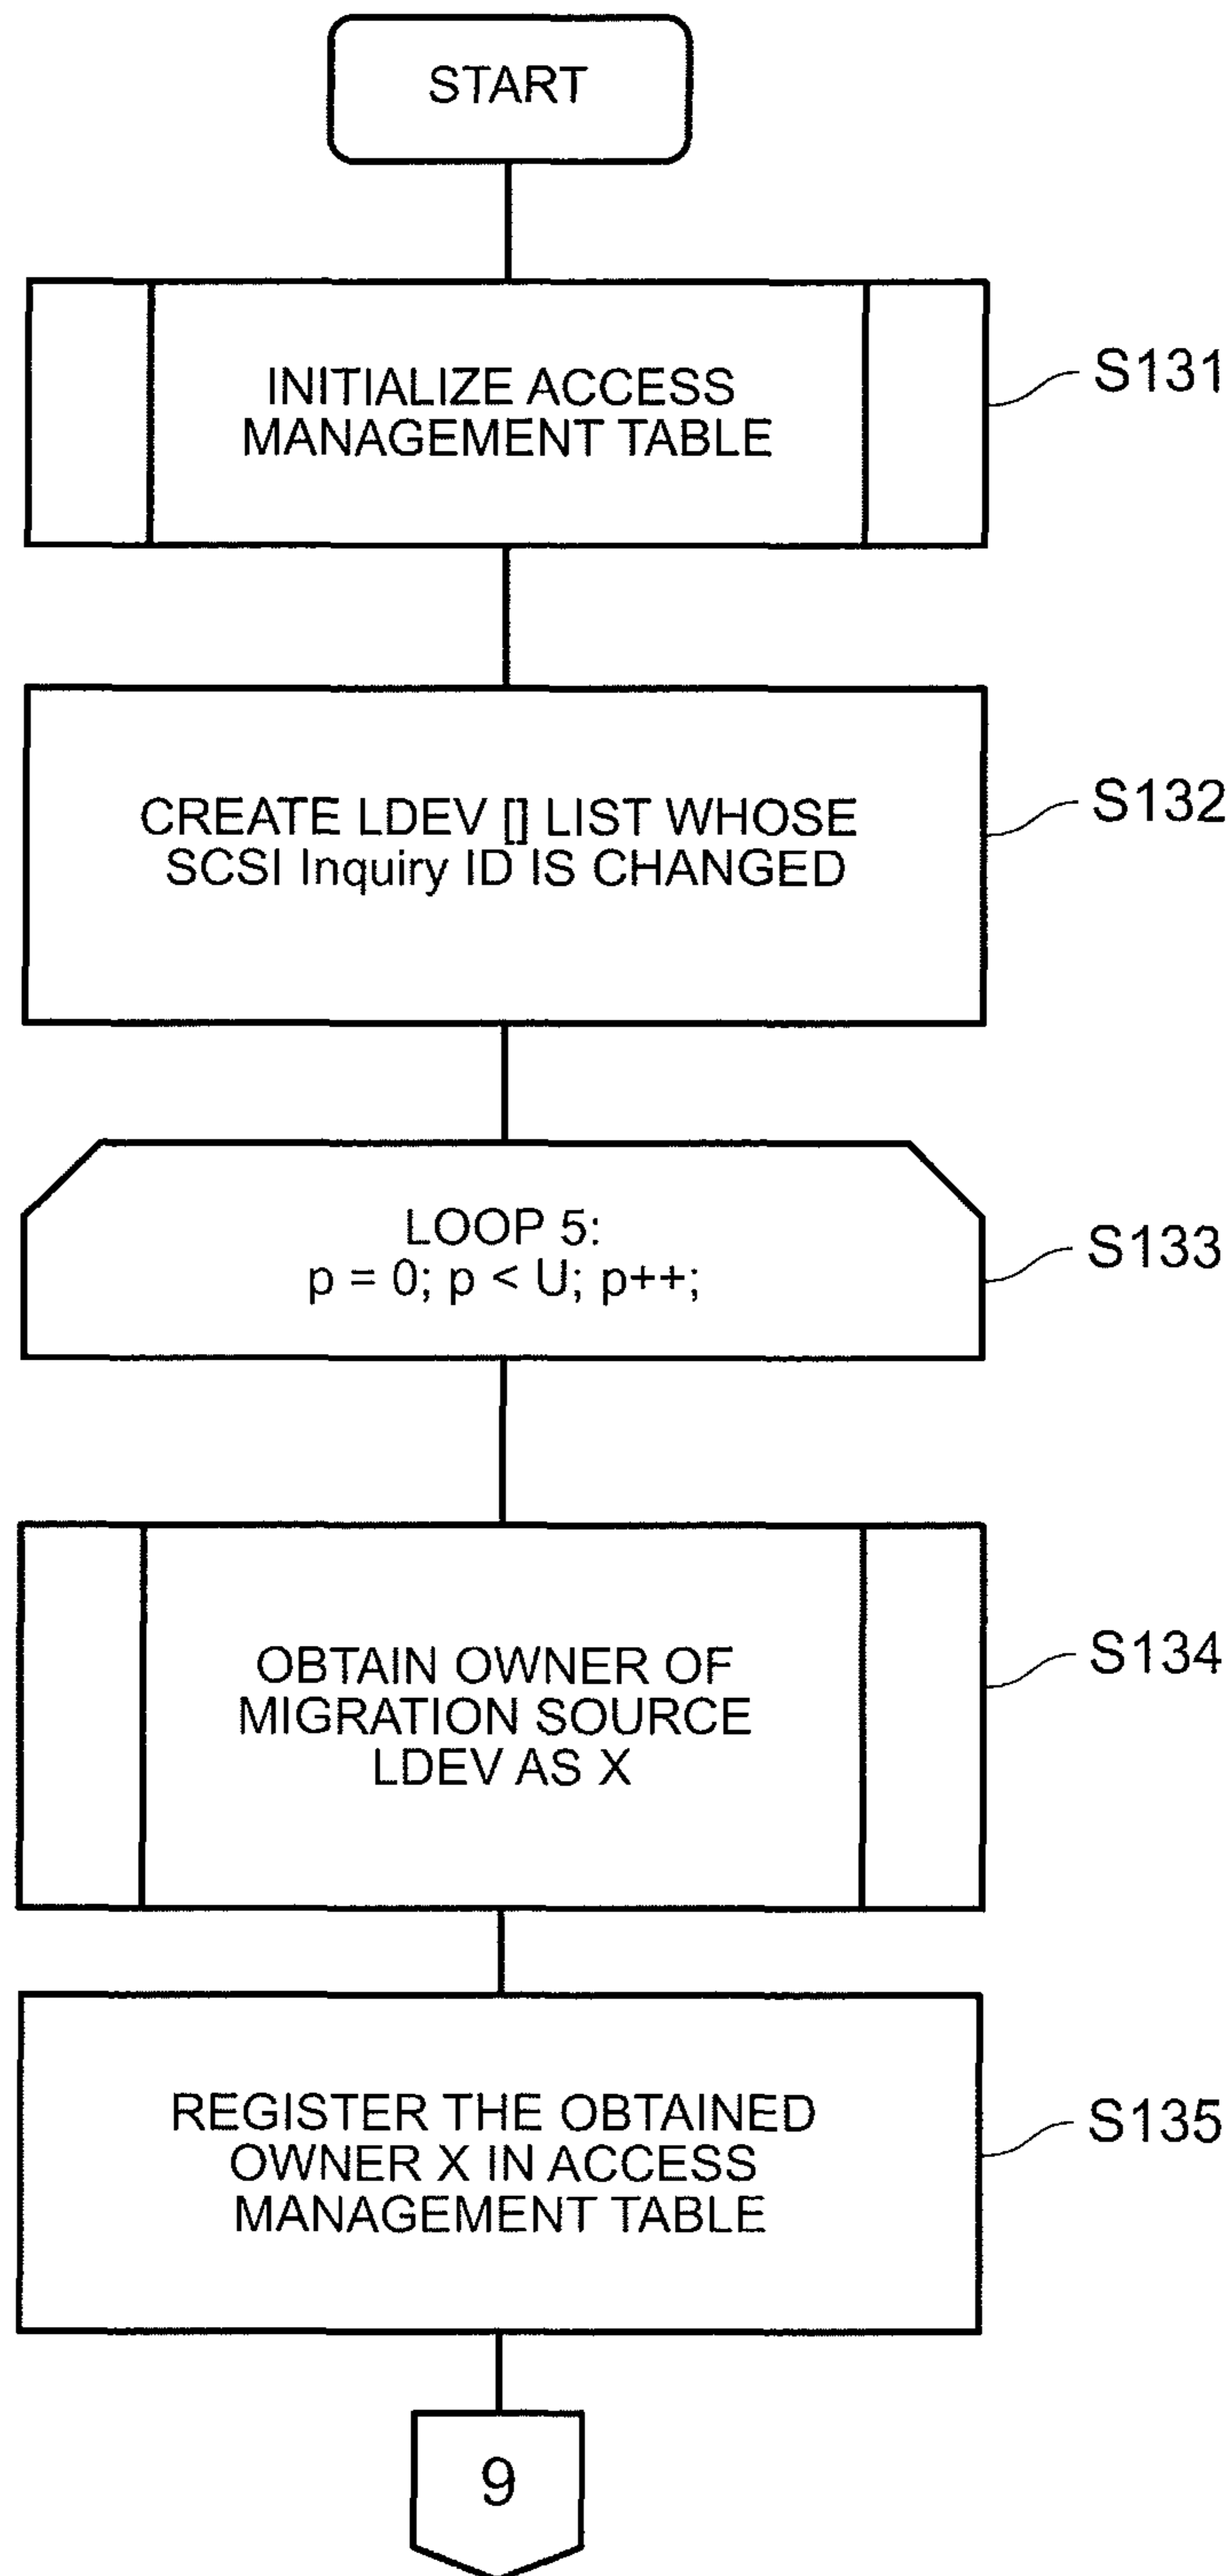 START
INITIALIZE ACCESS
MANAGEMENT TABLE
S131
CREATE LDEV [] LIST WHOSE
SCSI Inquiry ID IS CHANGED
S132
LOOP 5:
p = 0; p < U; p++;
S133
OBTAIN OWNER OF
MIGRATION SOURCE
LDEV AS X
S134
REGISTER THE OBTAINED
OWNER X IN ACCESS
MANAGEMENT TABLE
S135
9